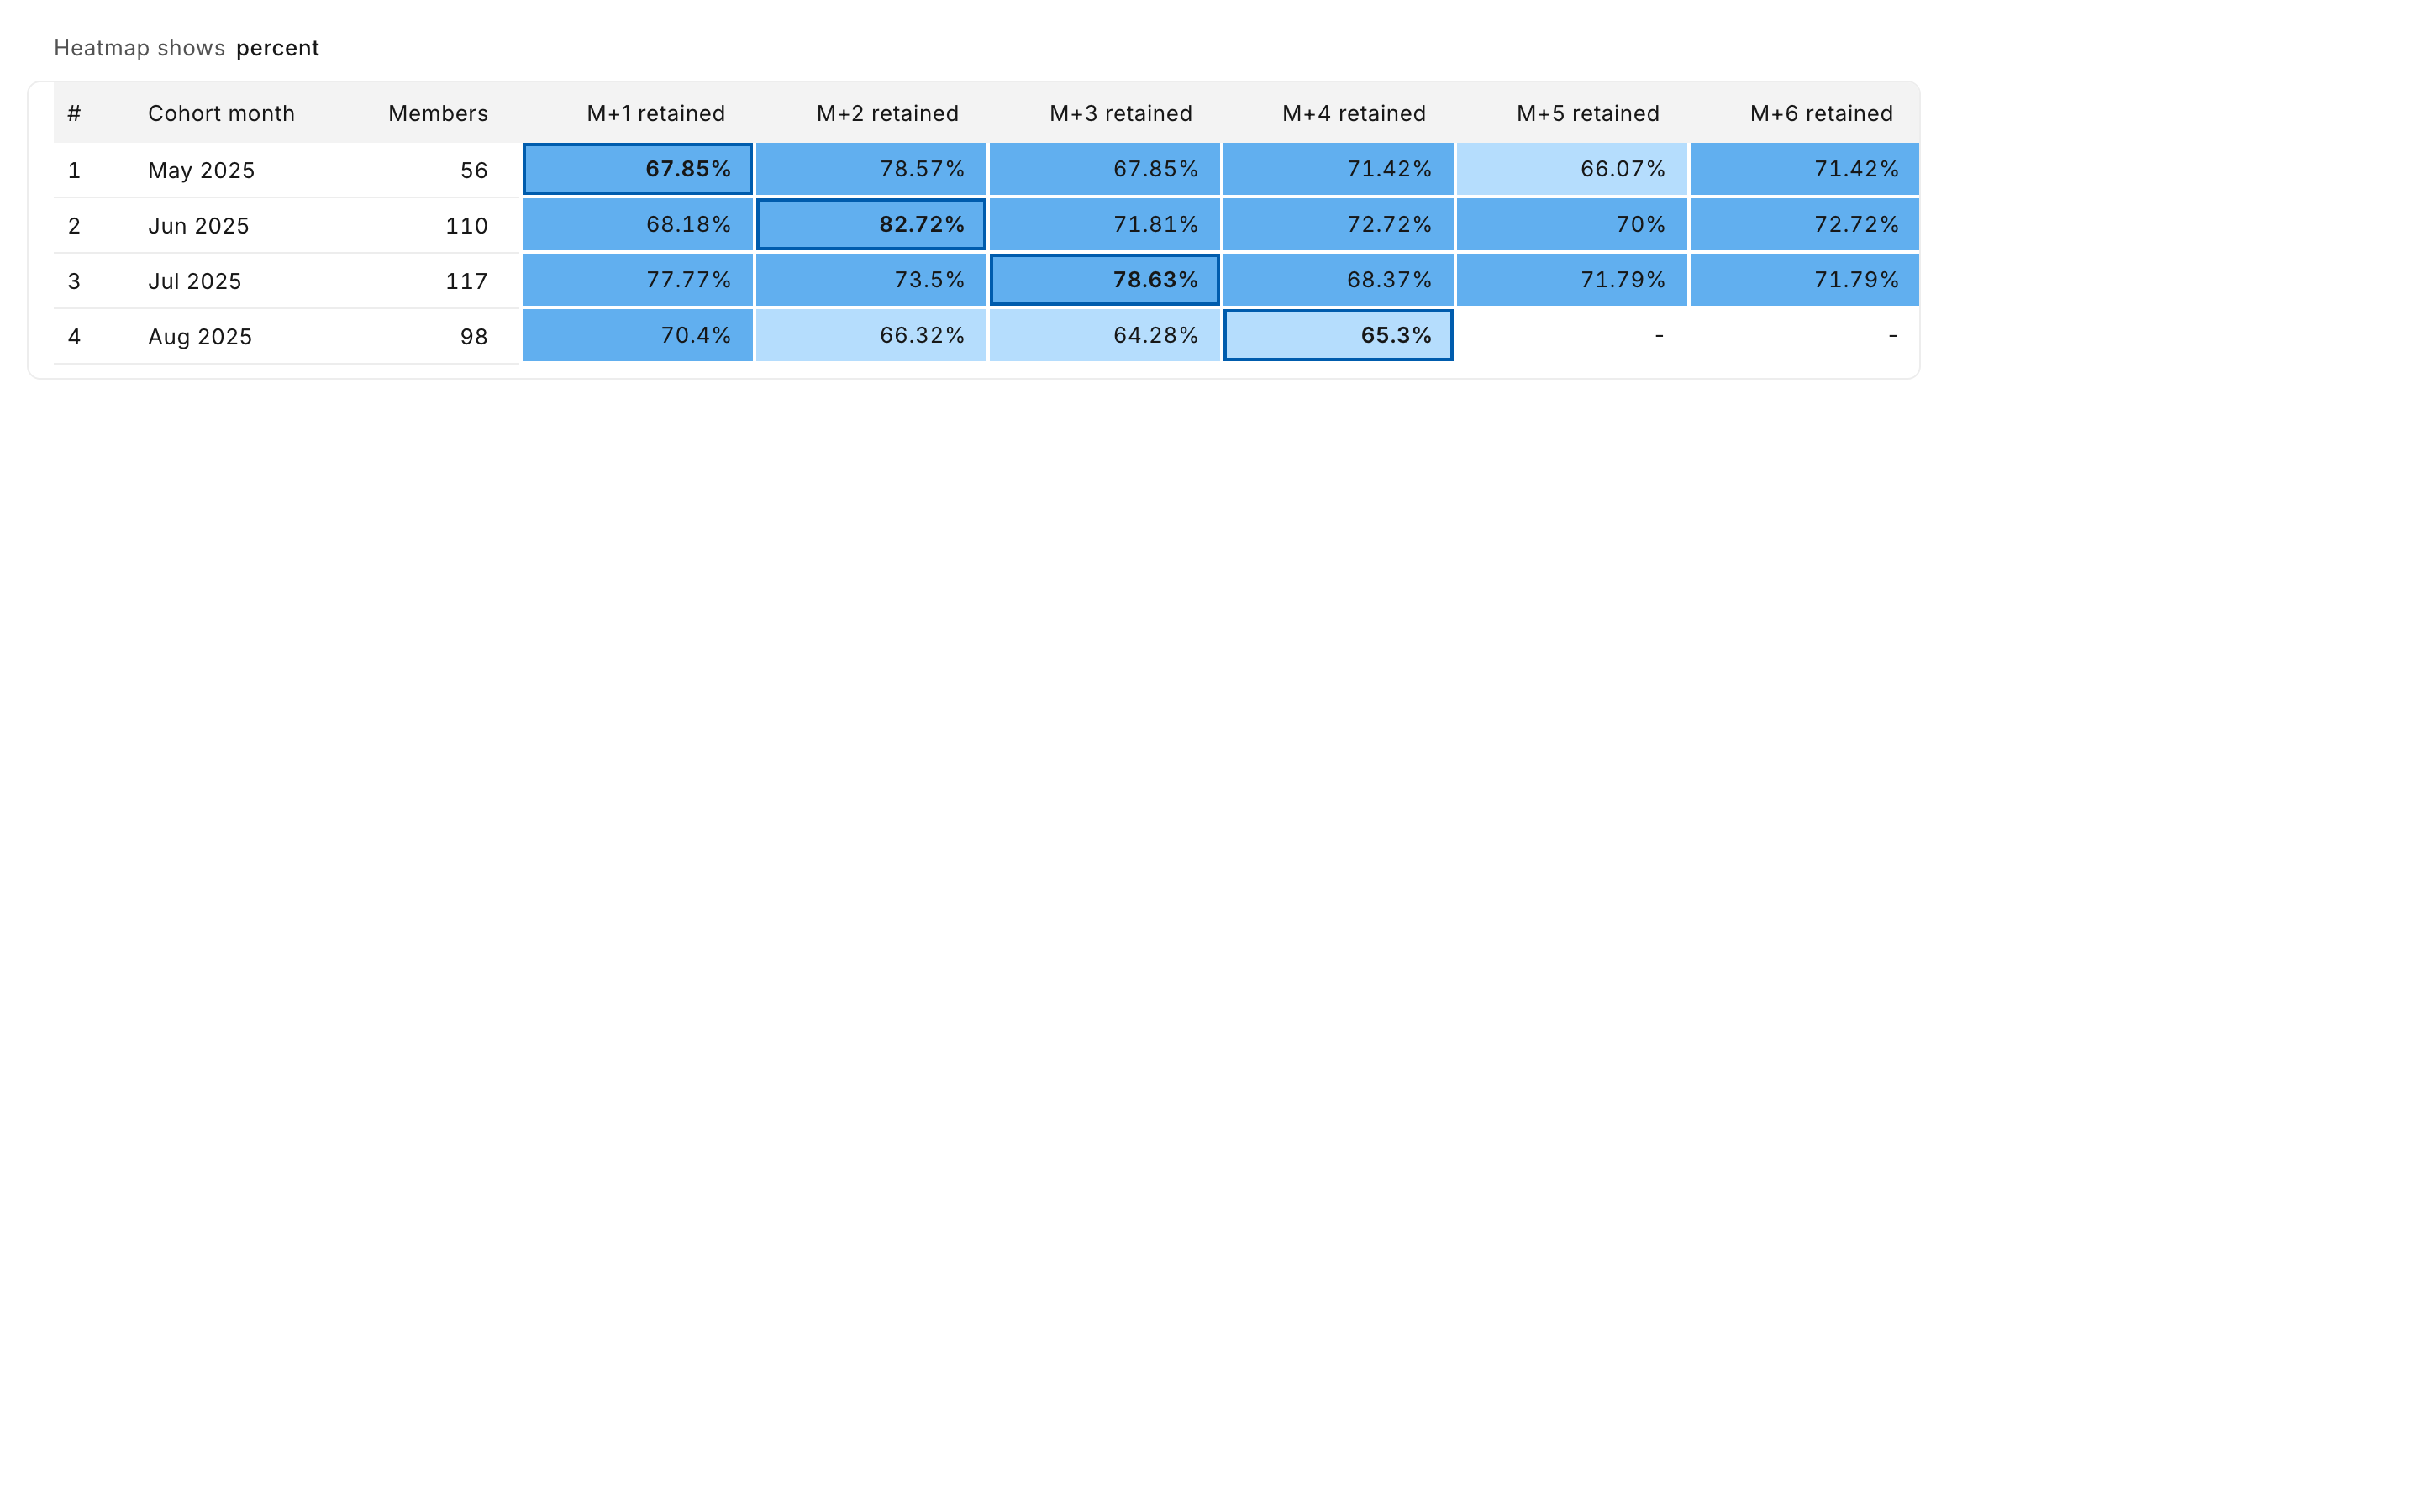 Heatmap shows percent
# Cohort month Members M+1 retained M+2 retained M+3 retained M+4 retained M+5 retained M+6 retained
1 May 2025 56 67.85% 78.57% 67.85% 71.42% 66.07% 71.42%
2 Jun 2025 110 68.18% 82.72% 71.81% 72.72% 70% 72.72%
3 Jul 2025 117 77.77% 73.5% 78.63% 68.37% 71.79% 71.79%
4 Aug 2025 98 70.4% 66.32% 64.28% 65.3% - -